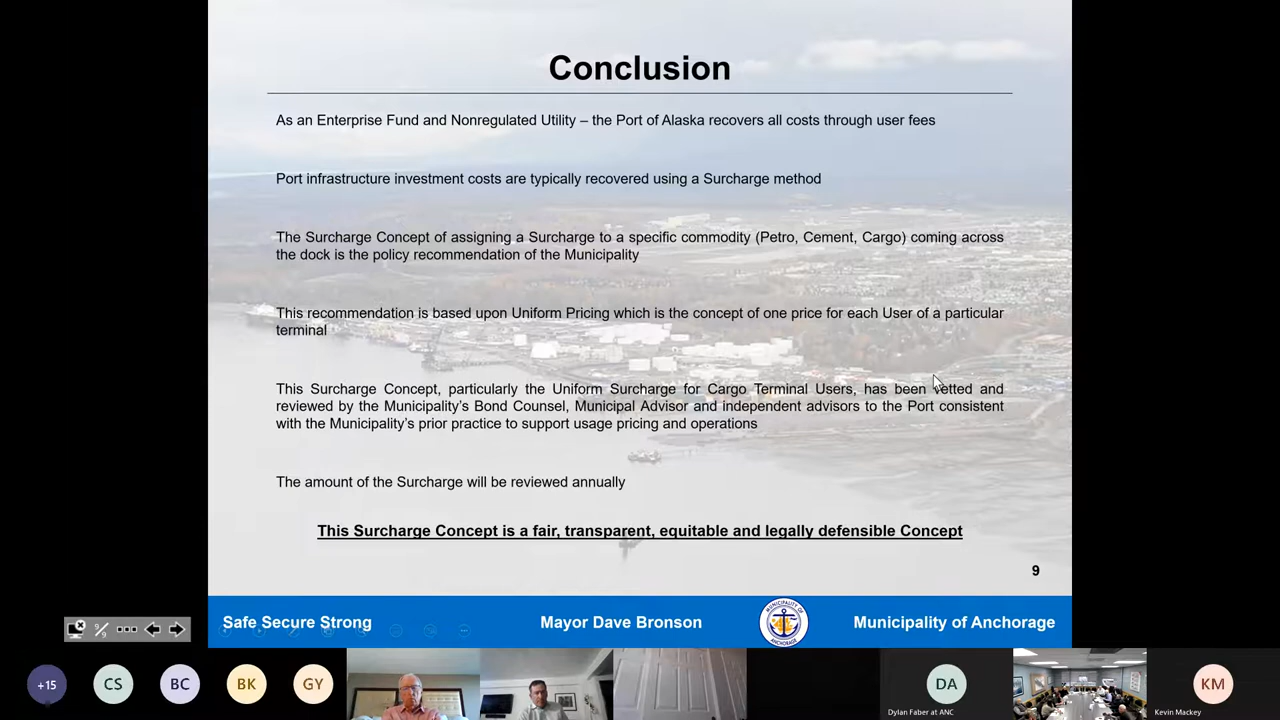 Conclusion
As an Enterprise Fund and Nonregulated Utility – the Port of Alaska recovers all costs through user fees
Port infrastructure investment costs are typically recovered using a Surcharge method
The Surcharge Concept of assigning a Surcharge to a specific commodity (Petro, Cement, Cargo) coming across
the dock is the policy recommendation of the Municipality
This recommendation is based upon Uniform Pricing which is the concept of one price for each User of a particular
terminal
This Surcharge Concept, particularly the Uniform Surcharge for Cargo Terminal Users, has been vetted and
reviewed by the Municipality's Bond Counsel, Municipal Advisor and independent advisors to the Port consistent
with the Municipality's prior practice to support usage pricing and operations
The amount of the Surcharge will be reviewed annually
This Surcharge Concept is a fair, transparent, equitable and legally defensible Concept
9
9/9
Safe Secure Strong
Mayor Dave Bronson
MUNICIPALITY OF
ANCHORAGE
Municipality of Anchorage
+15
CS
BC
BK
GY
DA
Dylan Faber at ANC
KM
Kevin Mackey